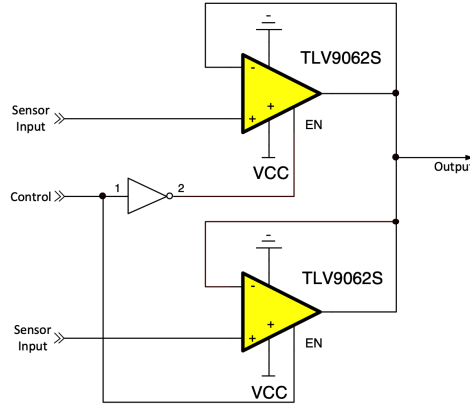 TLV9062S
-
-
+
+
EN
VCC
Sensor
Input
Control
1
2
Output
-
TLV9062S
-
+
+
EN
VCC
Sensor
Input